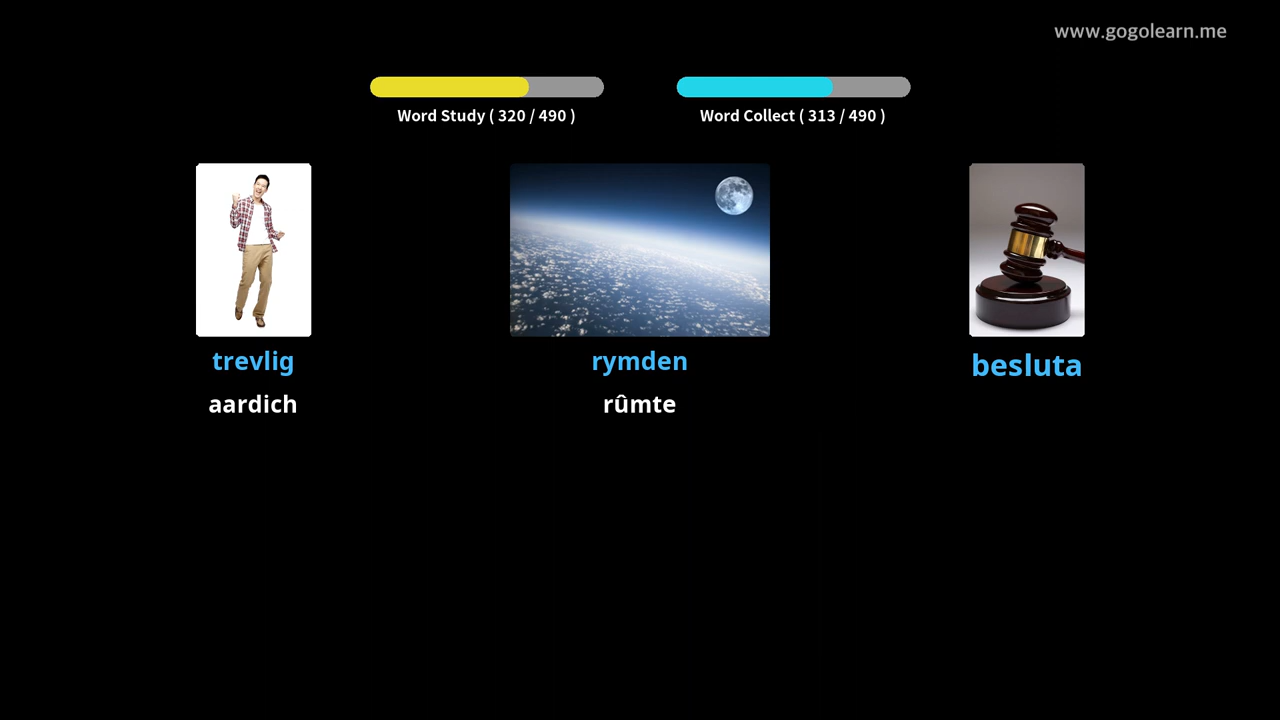 www.gogolearn.me
Word Study ( 320 / 490 )
Word Collect ( 313 / 490 )
trevlig
rymden
besluta
aardich
rûmte